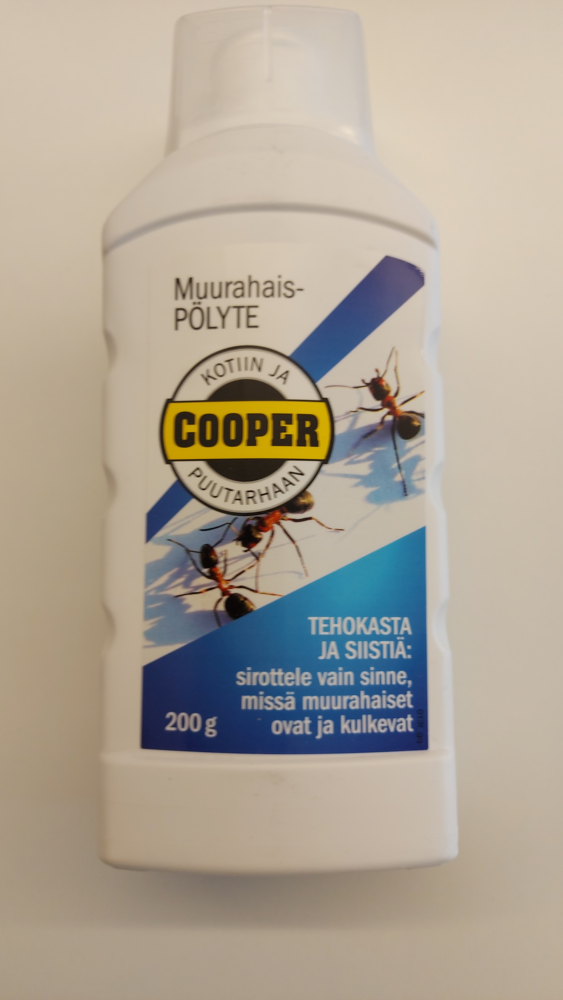 Muurahais-
PÖLYTE
KOTIIN JA
COOPER
PUUTARHAAN
TEHOKASTA
JA SIISTIÄ:
sirottele vain sinne,
missä muurahaiset
ovat ja kulkevat
200 g